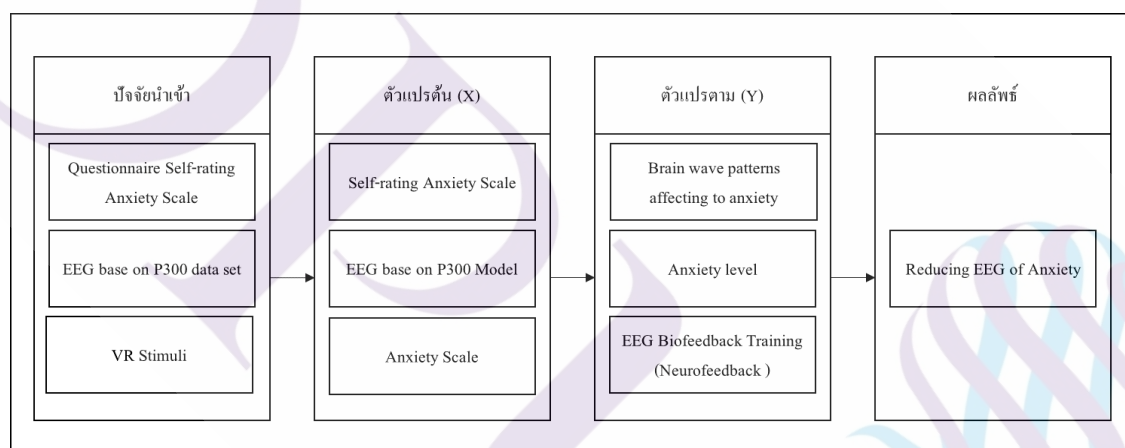 ปัจจัยนำเข้า
Questionnaire Self-rating
Anxiety Scale
EEG base on P300 data set
VR Stimuli
ตัวแปรต้น (X)
Self-rating Anxiety Scale
EEG base on P300 Model
Anxiety Scale
ตัวแปรตาม (Y)
Brain wave patterns
affecting to anxiety
Anxiety level
EEG Biofeedback Training
(Neurofeedback )
ผลลัพธ์
Reducing EEG of Anxiety